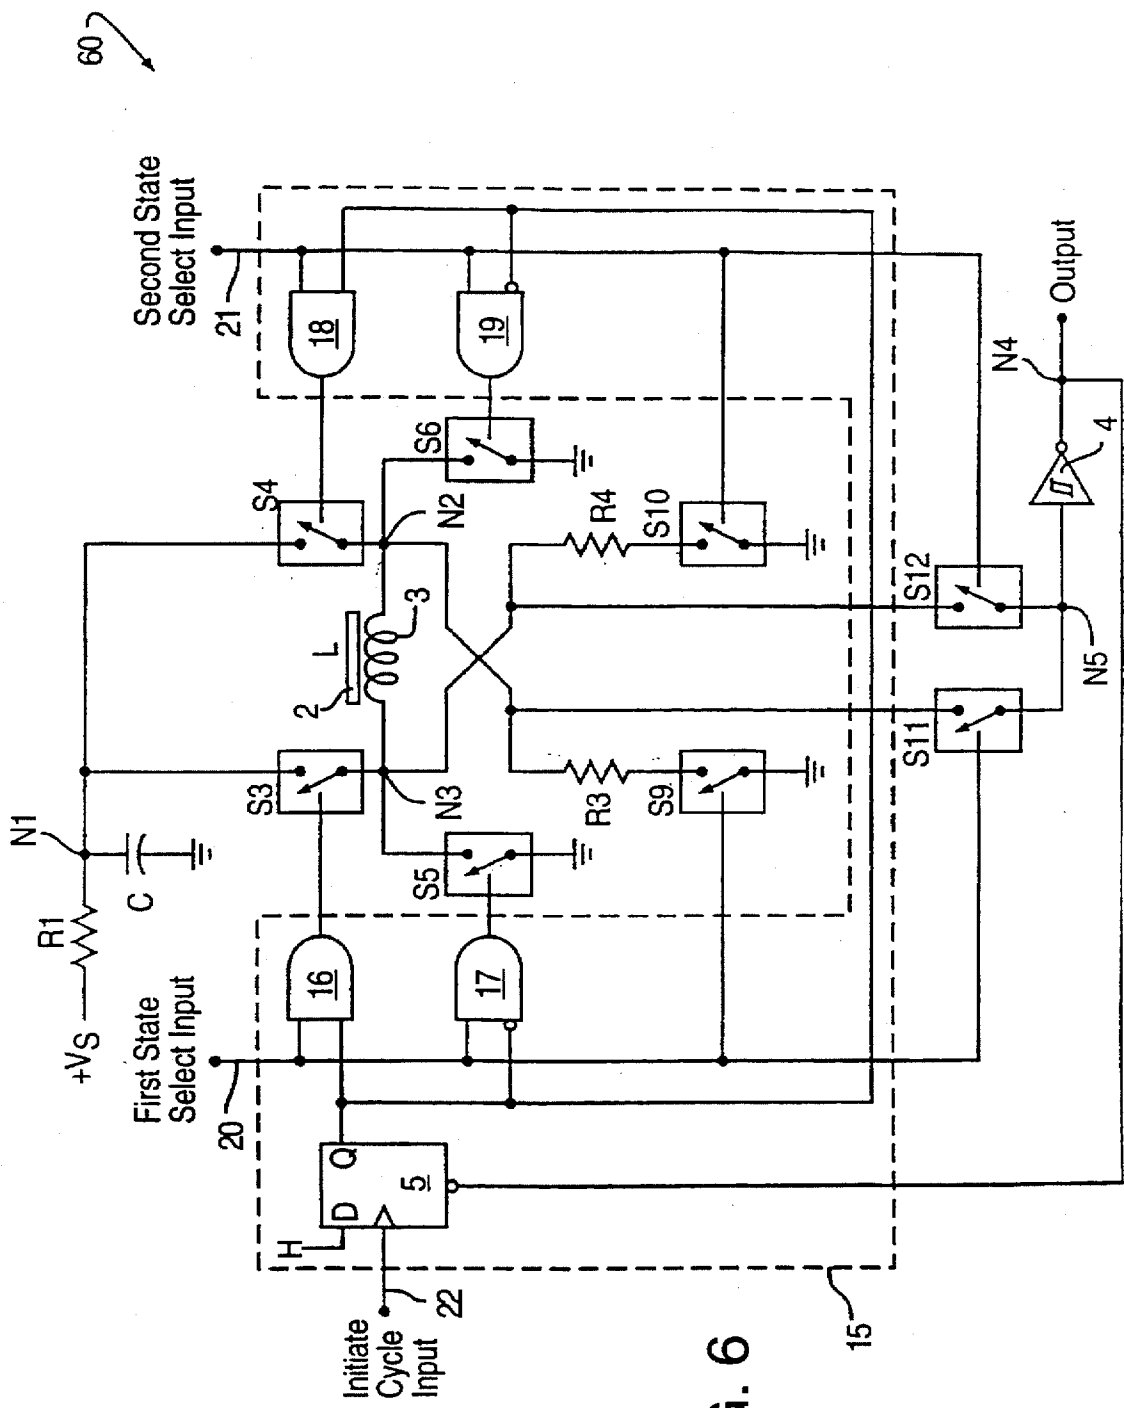 60
Second State
Select Input
21
18
19
S4
S6
N2
R4
S10
S12
N4
Output
4
N5
L
2
3
N1
R1
C
+VS
S3
N3
S5
R3
S9
S11
First State
Select Input
20
16
17
D
Q
5
H
22
Initiate
Cycle
Input
15
6